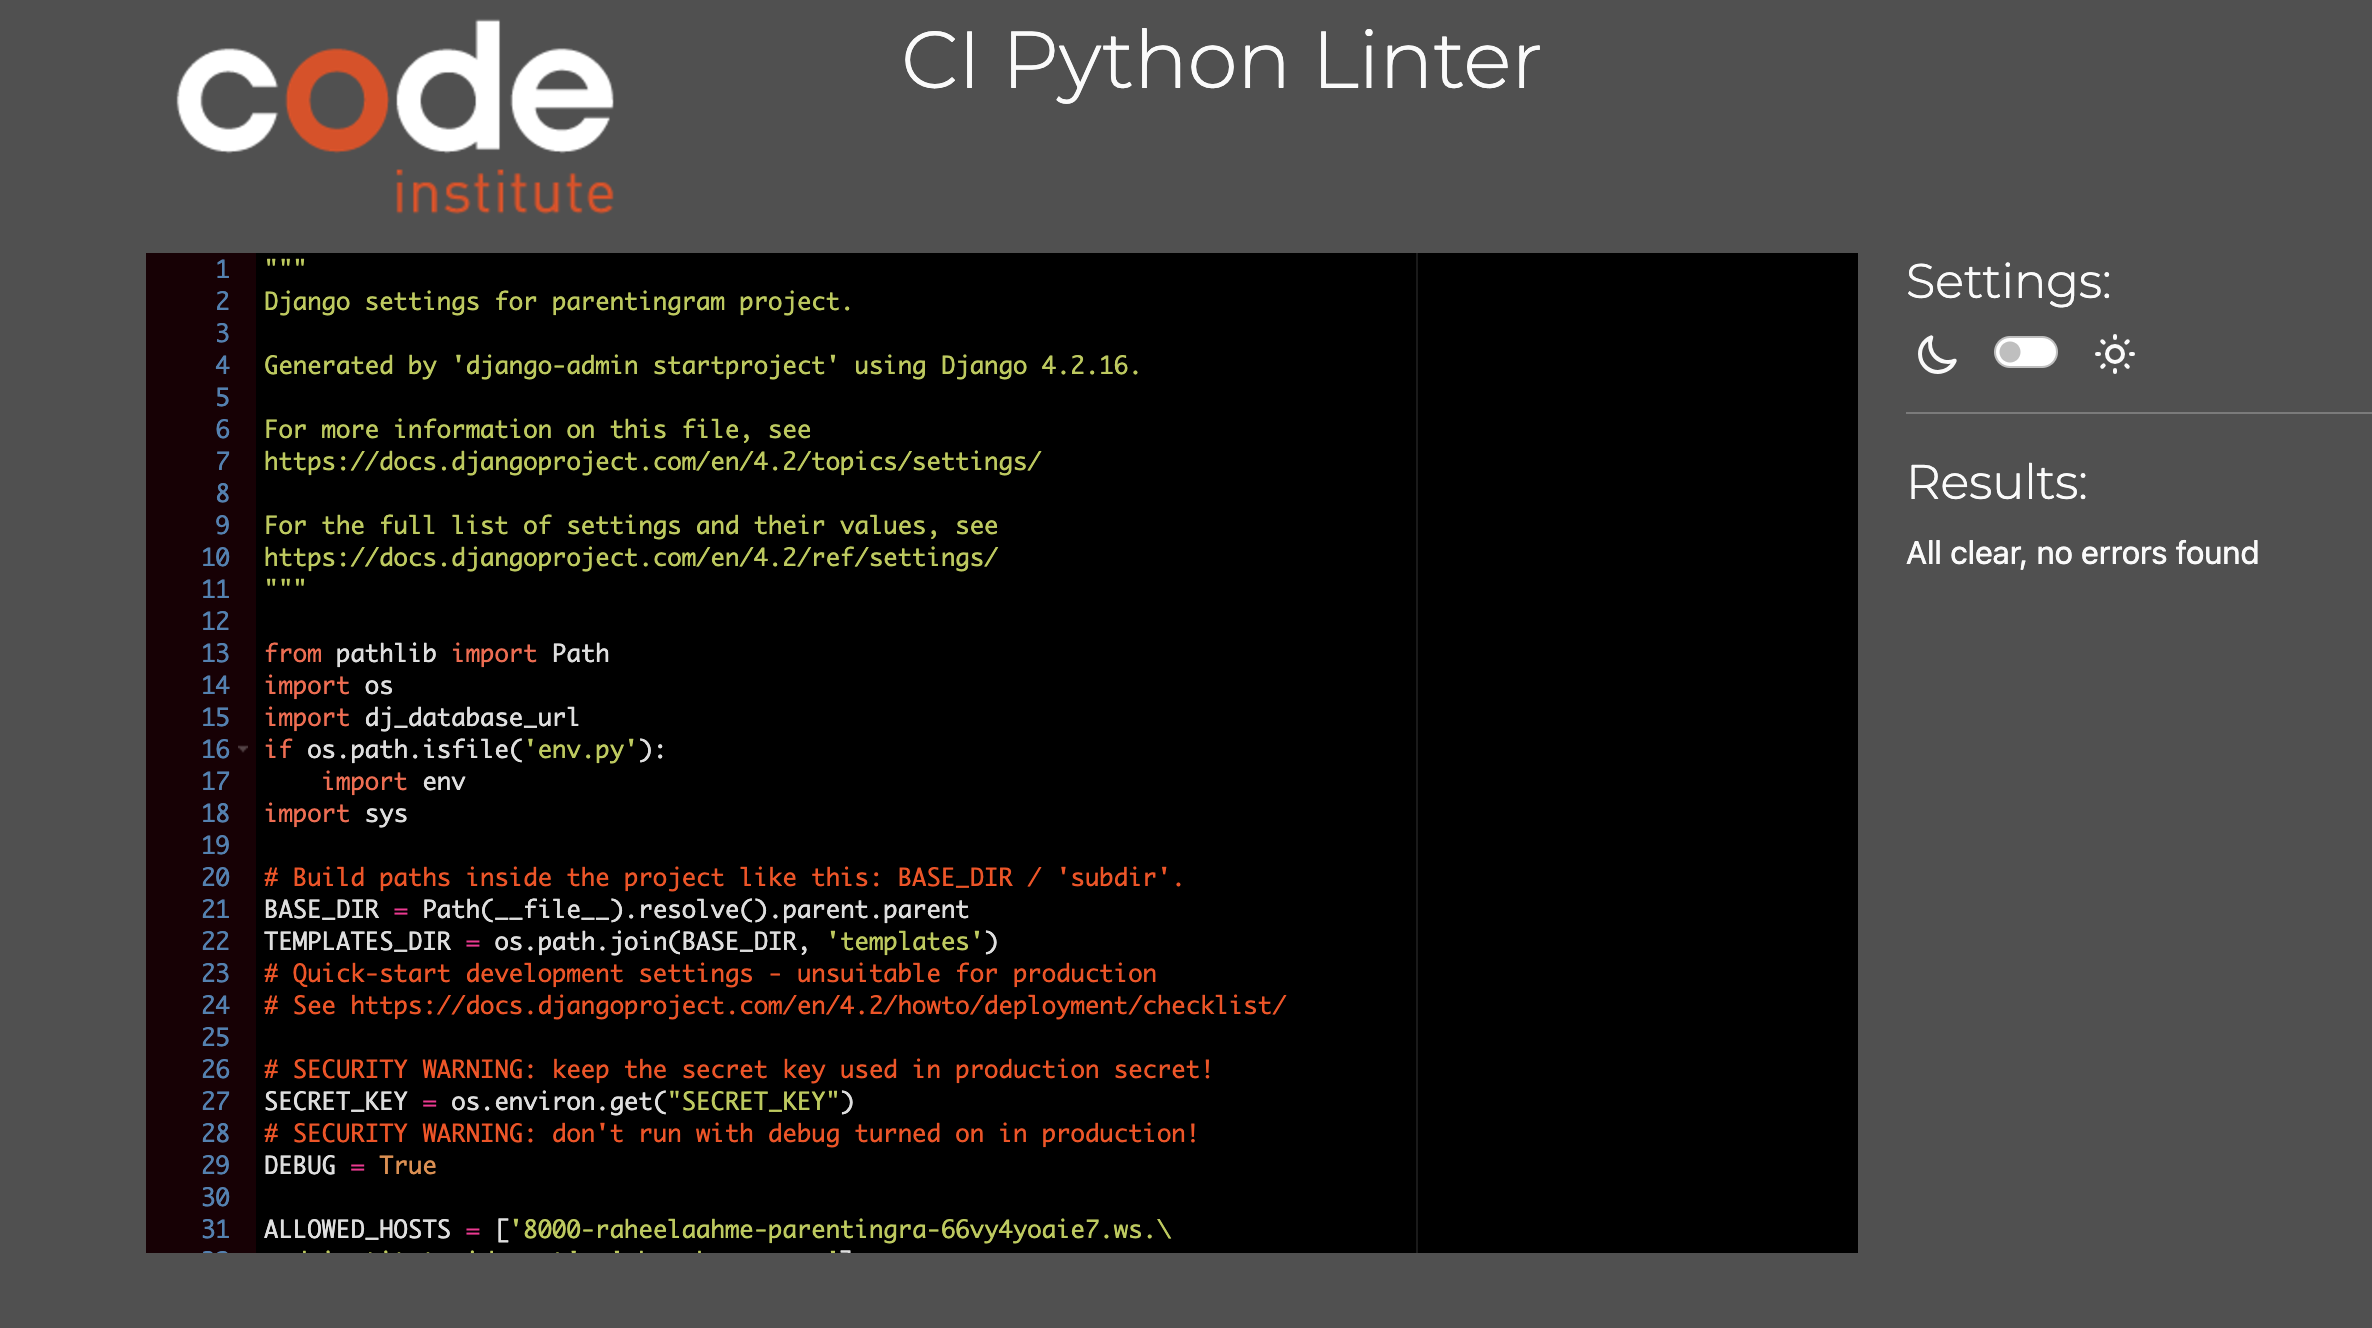 code
institute
CI Python Linter
1 """
2 Django settings for parentingram project.
3
4 Generated by 'django-admin startproject' using Django 4.2.16.
5
6 For more information on this file, see
7 https://docs.djangoproject.com/en/4.2/topics/settings/
8
9 For the full list of settings and their values, see
10 https://docs.djangoproject.com/en/4.2/ref/settings/
11 """
12
13 from pathlib import Path
14 import os
15 import dj_database_url
16 if os.path.isfile('env.py'):
17     import env
18 import sys
19
20 # Build paths inside the project like this: BASE_DIR / 'subdir'.
21 BASE_DIR = Path(__file__).resolve().parent.parent
22 TEMPLATES_DIR = os.path.join(BASE_DIR, 'templates')
23 # Quick-start development settings - unsuitable for production
24 # See https://docs.djangoproject.com/en/4.2/howto/deployment/checklist/
25
26 # SECURITY WARNING: keep the secret key used in production secret!
27 SECRET_KEY = os.environ.get("SECRET_KEY")
28 # SECURITY WARNING: don't run with debug turned on in production!
29 DEBUG = True
30
31 ALLOWED_HOSTS = ['8000-raheelaahme-parentingra-66vy4yoaie7.ws.\
Settings:
Results:
All clear, no errors found